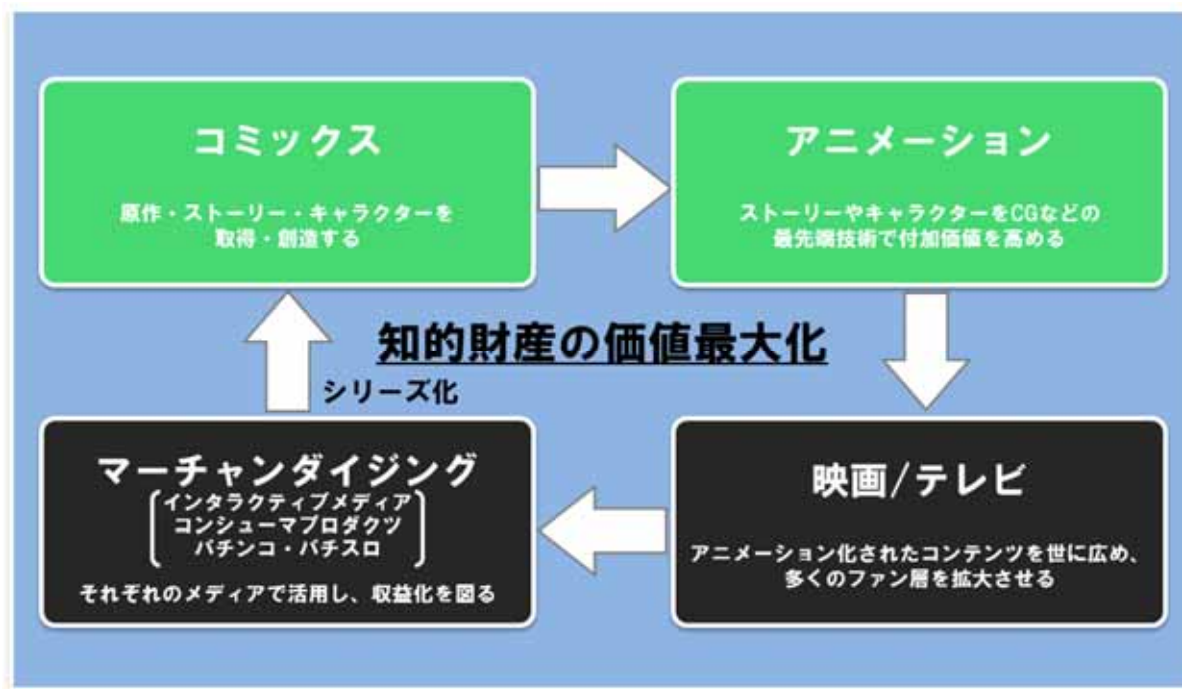 コミックス
原作・ストーリー・キャラクターを
取得・創造する
アニメーション
ストーリーやキャラクターをCGなどの
最先端技術で付加価値を高める
知的財産の価値最大化
シリーズ化
マーチャンダイジング
インタラクティブメディア
コンシューマプロダクツ
パチンコ・パチスロ
それぞれのメディアで活用し、収益化を図る
映画/テレビ
アニメーション化されたコンテンツを世に広め、
多くのファン層を拡大させる